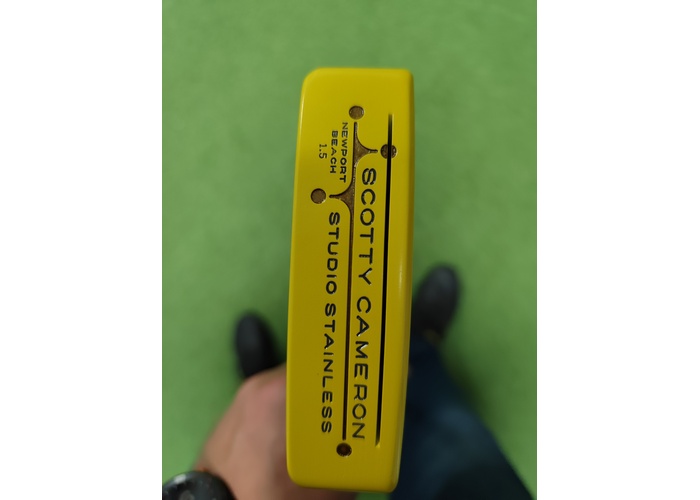 SCOTTY CAMERON
STUDIO STAINLESS
NEWPORT
BEACH
1.5